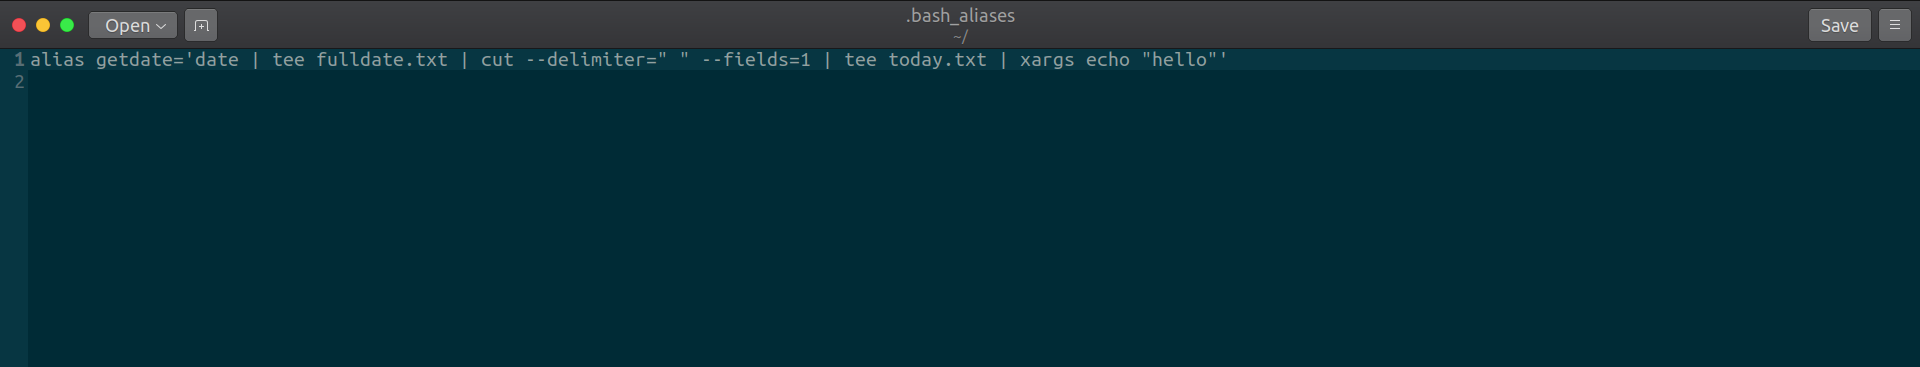 Open
.bash_aliases
~/
Save
1 alias getdate='date | tee fulldate.txt | cut --delimiter=" " --fields=1 | tee today.txt | xargs echo "hello"'
2